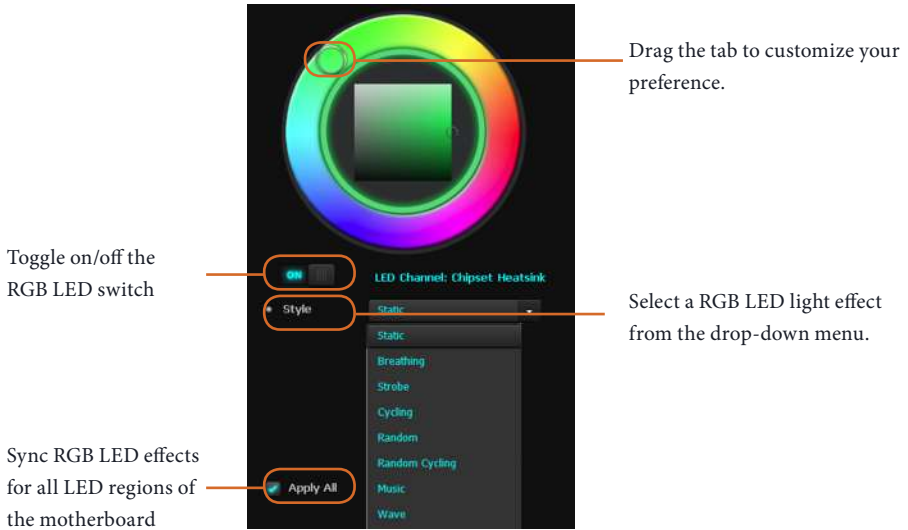 Drag the tab to customize your
preference.
Toggle on/off the
RGB LED switch
ON
LED Channel: Chipset Heatsink
Style
Static
Select a RGB LED light effect
from the drop-down menu.
Static
Breathing
Strobe
Cycling
Random
Random Cycling
Music
Wave
Sync RGB LED effects
for all LED regions of
the motherboard
Apply All